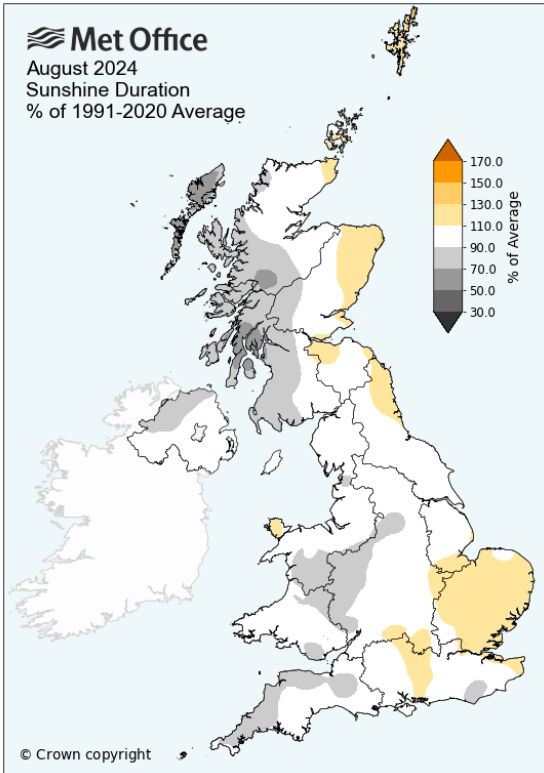 Met Office
August 2024
Sunshine Duration
% of 1991-2020 Average
170.0
150.0
130.0
110.0
90.0
70.0
50.0
30.0
% of Average
© Crown copyright